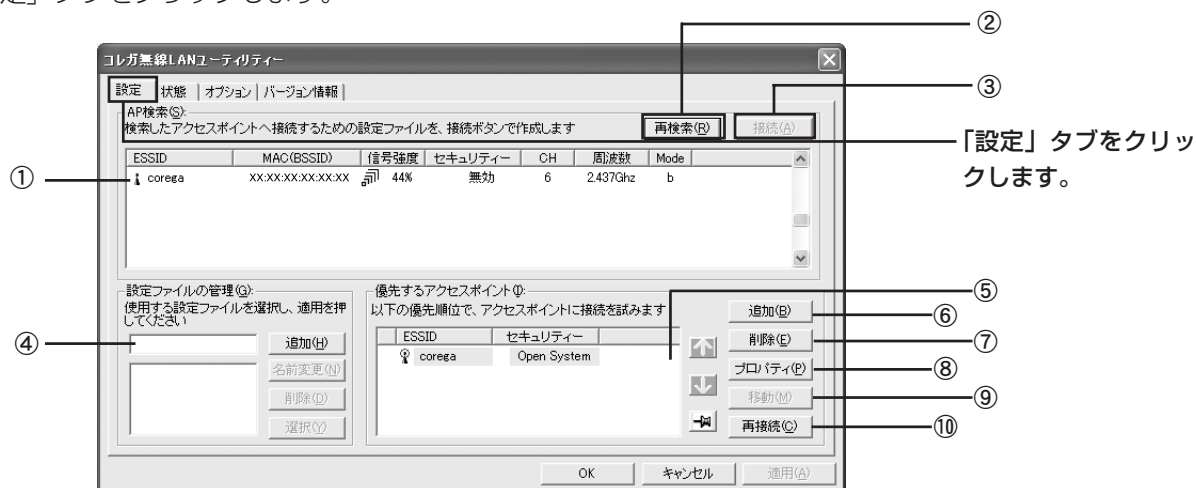 定」タブをクリックします。
②
コレガ無線LANユーティリティー
設定 状態 オプション バージョン情報
③
AP検索(S):
検索したアクセスポイントへ接続するための設定ファイルを、接続ボタンで作成します
再検索(R) 接続(A)
「設定」タブをクリッ
クします。
ESSID MAC(BSSID) 信号強度 セキュリティー CH 周波数 Mode
① corega XX:XX:XX:XX:XX:XX 44% 無効 6 2.437Ghz b
設定ファイルの管理(G):
使用する設定ファイルを選択し、適用を押
してください
④
追加(H)
名前変更(N)
削除(D)
選択(Y)
優先するアクセスポイント(I):
以下の優先順位で、アクセスポイントに接続を試みます
⑤
ESSID セキュリティー
corega Open System
追加(B) ⑥
削除(E) ⑦
プロパティ(P) ⑧
移動(M) ⑨
再接続(C) ⑩
OK キャンセル 適用(A)